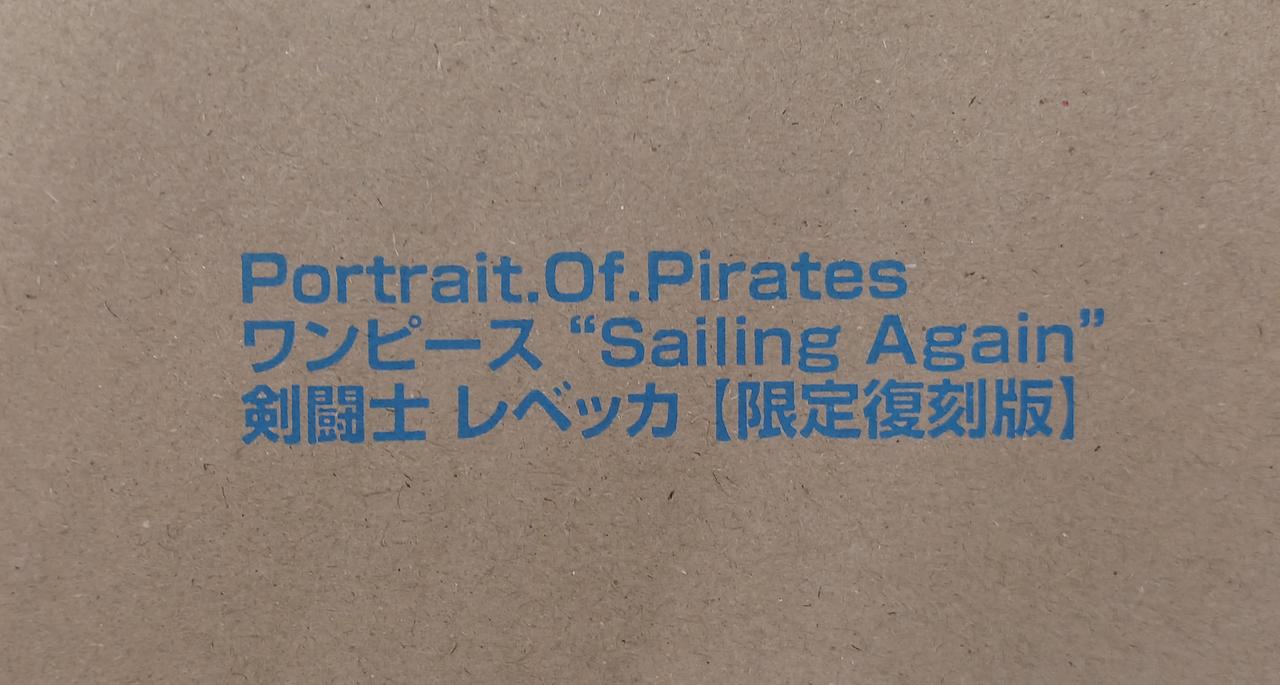 Portrait.Of.Pirates
ワンピース “Sailing Again”
剣闘士 レベッカ【限定復刻版】